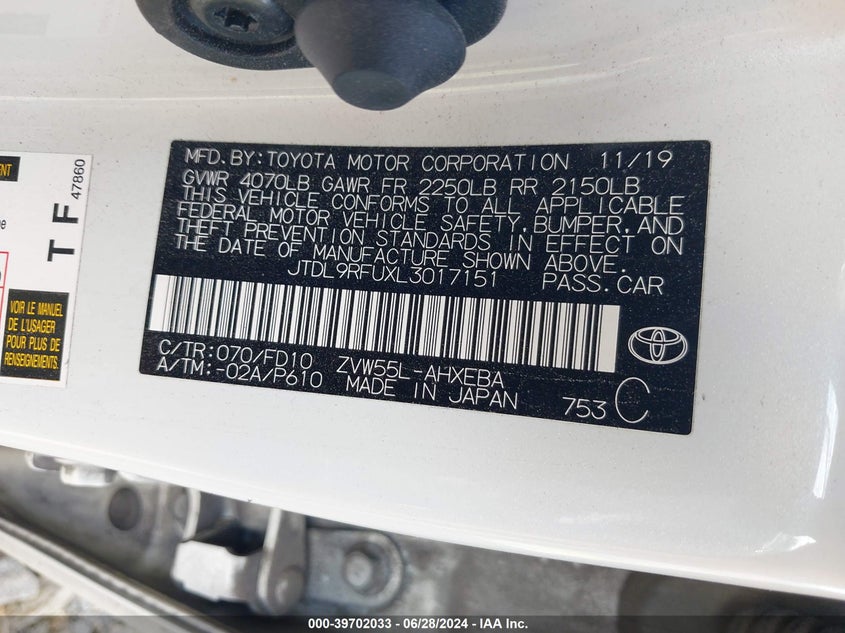 MFD.BY:TOYOTA MOTOR CORPORATION 11/19
GVWR 4070LB GAWR FR 2250LB RR 2150LB
THIS VEHICLE CONFORMS TO ALL APPLICABLE
FEDERAL MOTOR VEHICLE SAFETY,BUMPER,AND
THEFT PREVENTION STANDARDS IN EFFECT ON
THE DATE OF MANUFACTURE SHOWN ABOVE.
JTDL9RFUXL3017151 PASS.CAR
C/TR:070/FD10 ZVW55L-AHXEBA
A/TM:-02A/P610 MADE IN JAPAN 753 C
47860
T F
VOIR LE MANUEL
DE L'USAGER
POUR PLUS DE
RENSEIGNEMENTS.
000-39702033 - 06/28/2024 - IAA Inc.